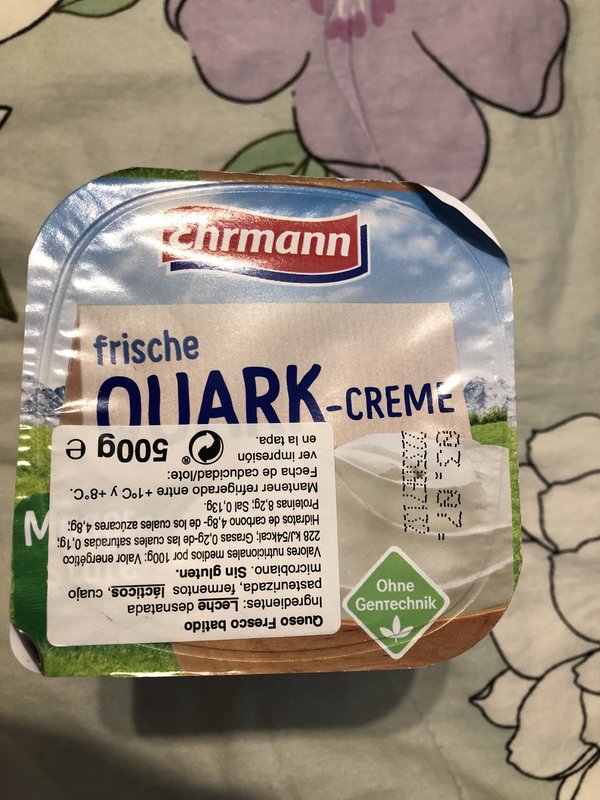 Ehrmann
frische
QUARK-CREME
Ohne
GenTechnik
Queso Fresco batido
Ingredientes: Leche desnatada
pasteurizada, fermentos lácticos, cuajo
microbiano. Sin gluten.
Valores nutricionales medios por 100g: Valor energético
228 kJ/54kcal; Grasas 0,2g-de las cuales saturadas 0,1g;
Hidratos de carbono 4,8g- de los cuales azúcares 4,8g;
Proteínas 8,2g; Sal 0,13g.
Mantener refrigerado entre +1ºC y +8ºC.
Fecha de caducidad/lote:
ver impresión
en la tapa.
500g e
03.07.